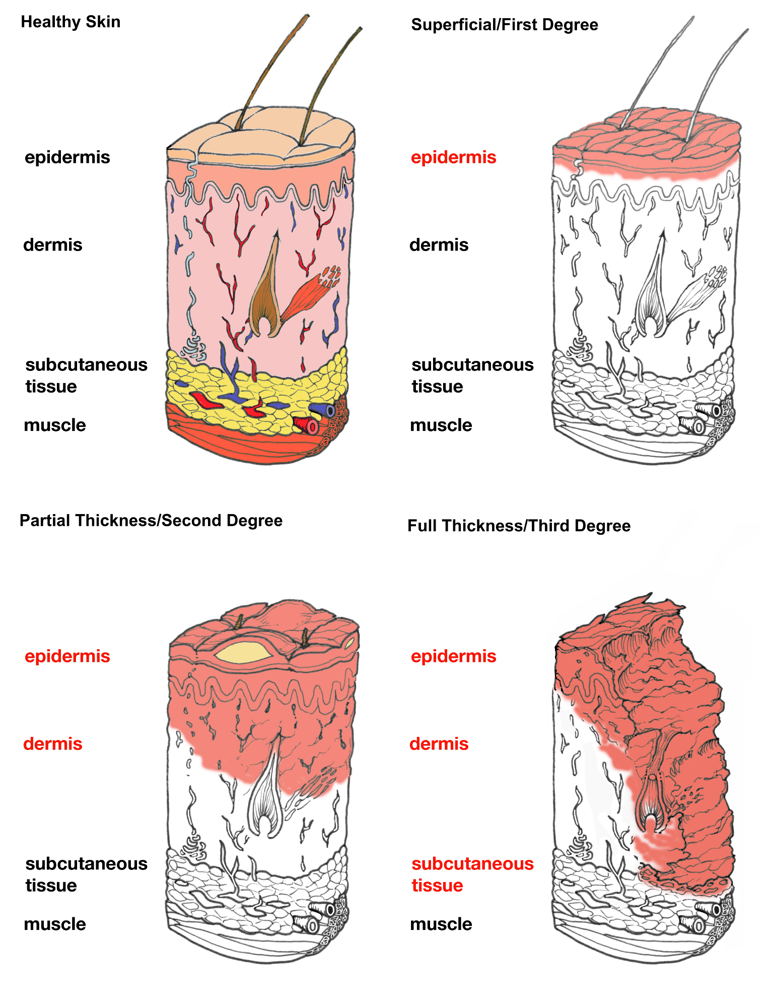 Healthy Skin
epidermis
dermis
subcutaneous
tissue
muscle
Superficial/First Degree
epidermis
dermis
subcutaneous
tissue
muscle
Partial Thickness/Second Degree
epidermis
dermis
subcutaneous
tissue
muscle
Full Thickness/Third Degree
epidermis
dermis
subcutaneous
tissue
muscle